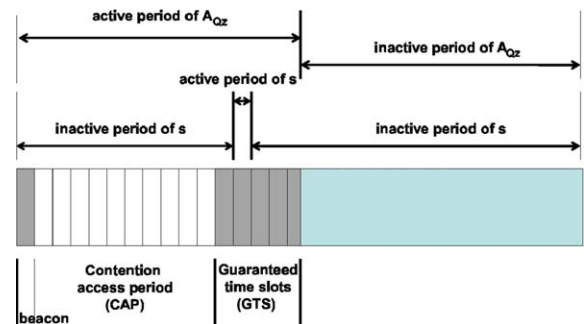 active period of A_Qz
inactive period of A_Qz
active period of s
inactive period of s
inactive period of s
Contention
access period
(CAP)
Guaranteed
time slots
(GTS)
beacon